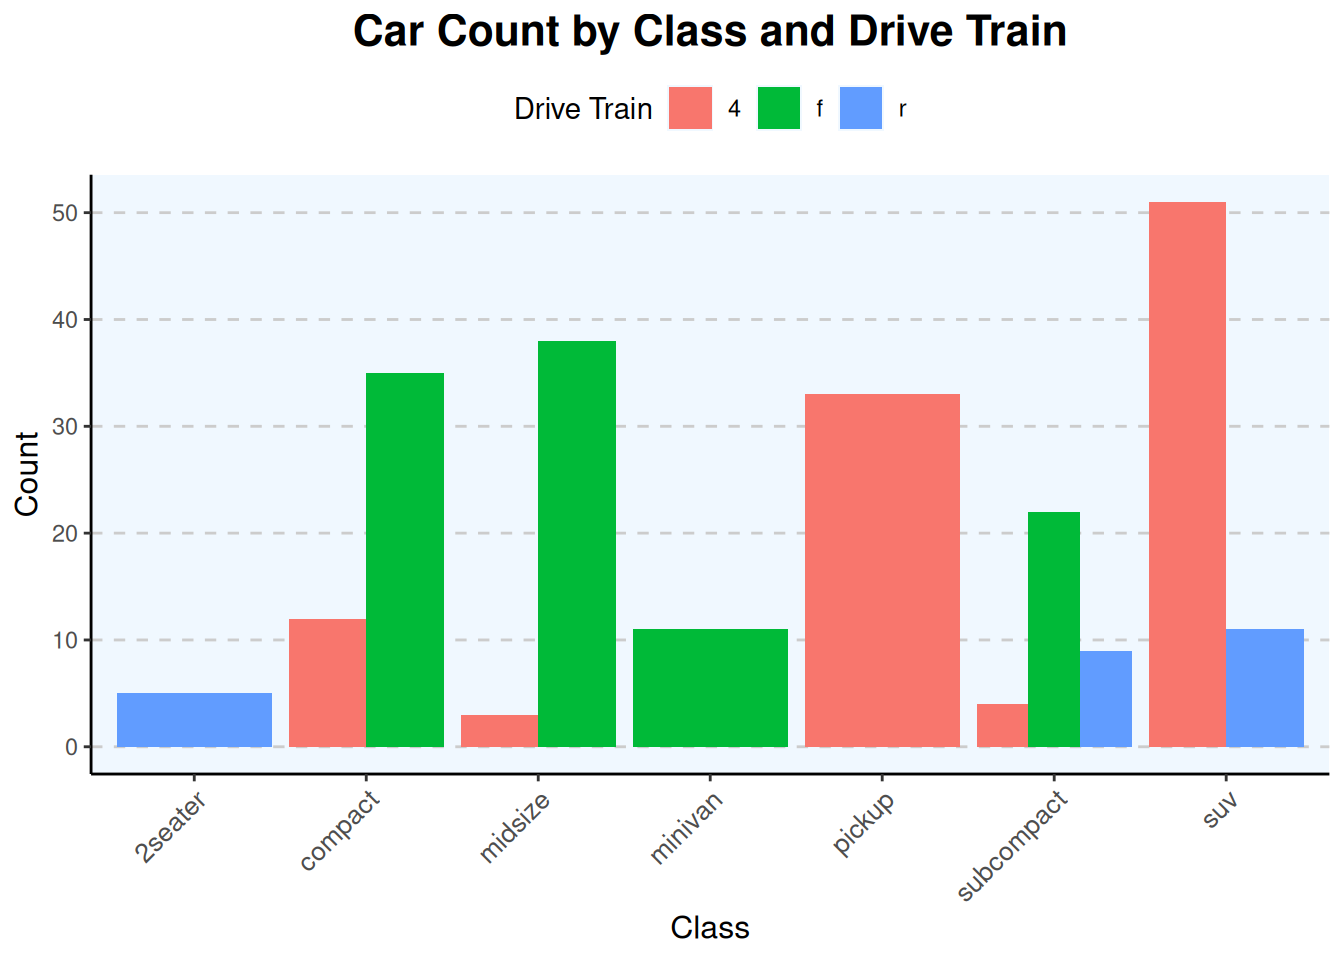 Car Count by Class and Drive Train
Drive Train 4 f r
Count
50
40
30
20
10
0
2seater compact midsize minivan pickup subcompact suv
Class